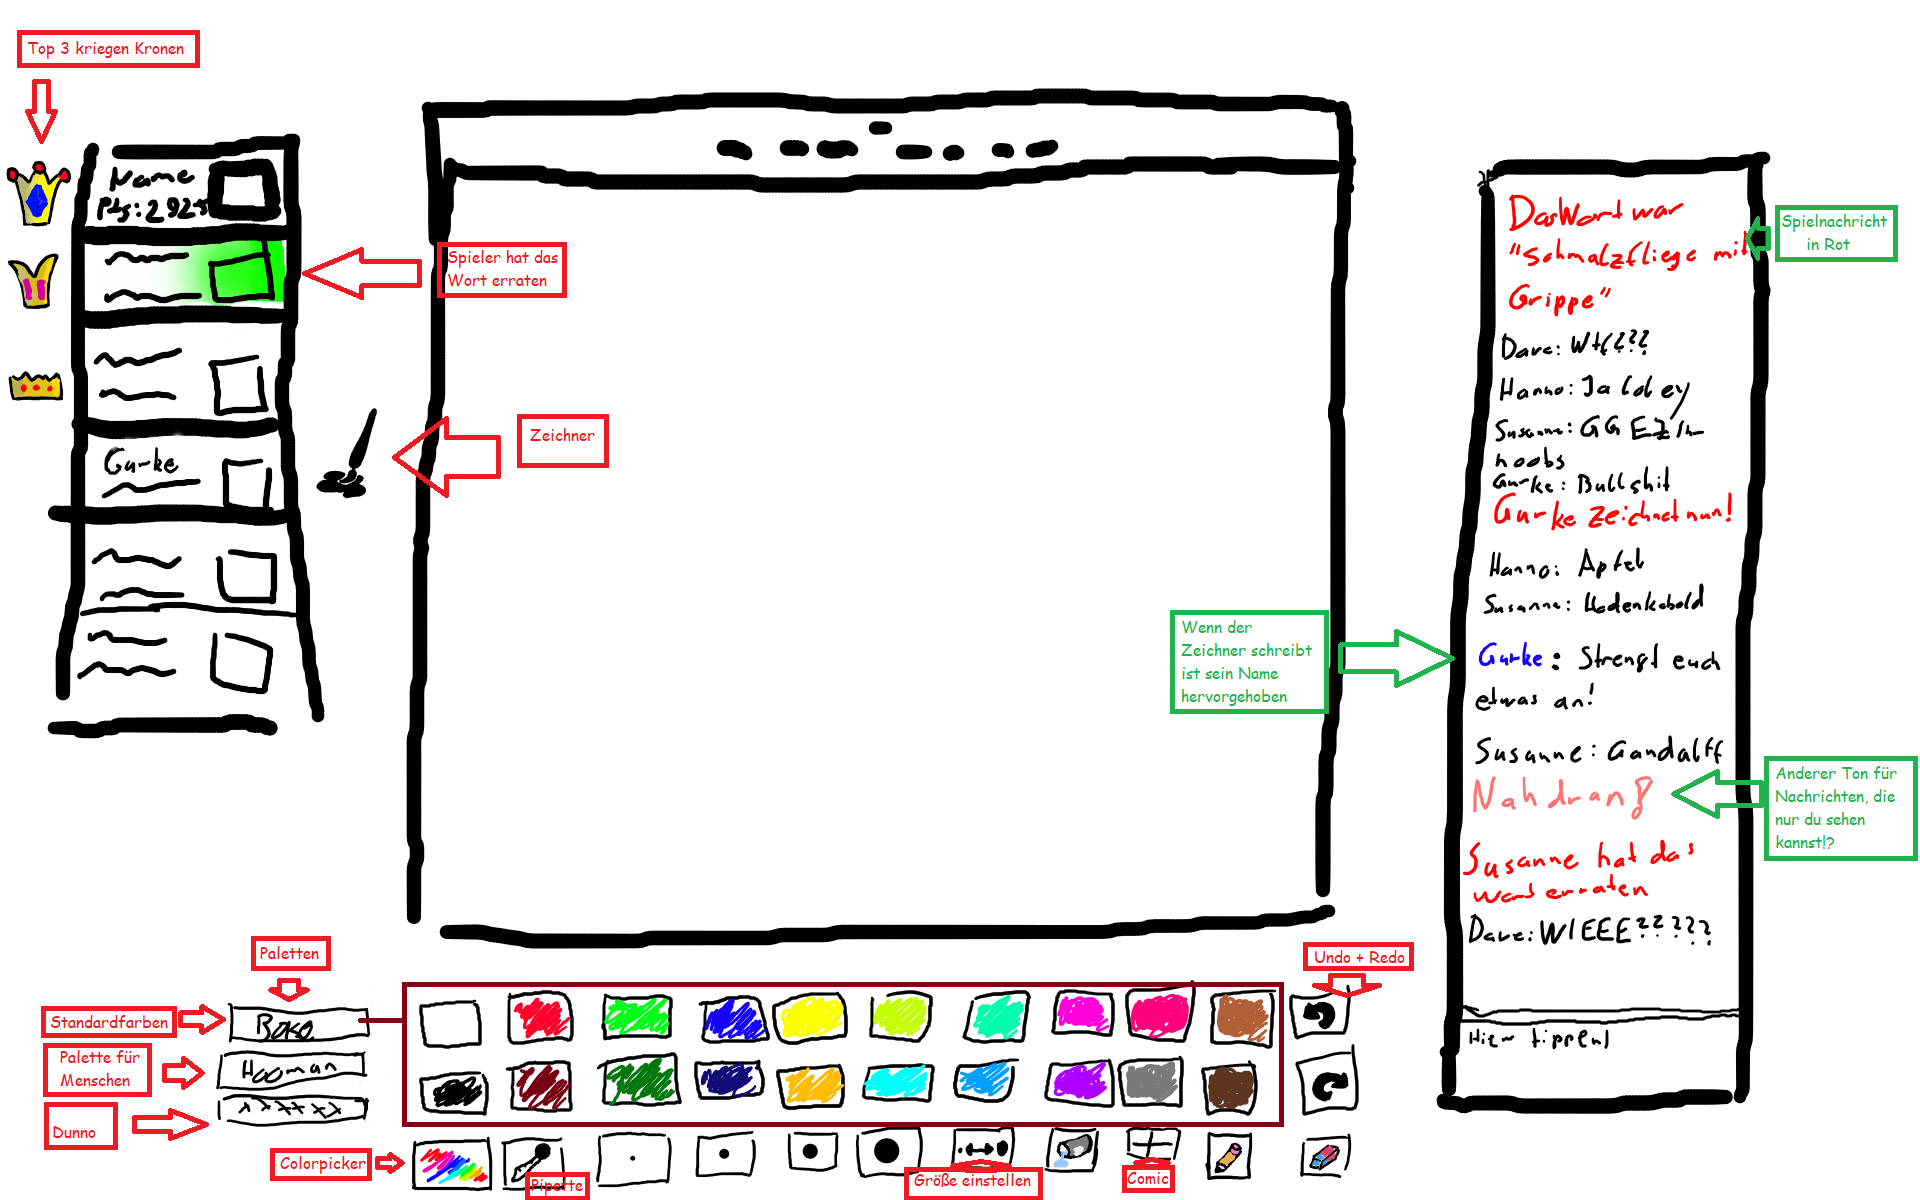 Top 3 kriegen Kronen
Name
Pts: 2925
Spieler hat das
Wort erraten
Gurke
Zeichner
Das Wort war
"Schmalzfliege mit
Grippe"
Dave: Wtf???
Hanno: Ja
Susanne: GG EZ
noobs
Gurke: Bullshit
Gurke zeichnet nun!
Hanno: Apfel
Susanne: Hodenkobold
Gurke: Strengt euch
etwas an!
Susanne: Gandalff
Nah dran!
Susanne hat das
Wort erraten
Dave: WIEEE?????
Hier tippen!
Spielnachricht
in Rot
Wenn der
Zeichner schreibt
ist sein Name
hervorgehoben
Anderer Ton für
Nachrichten, die
nur du sehen
kannst!?
Paletten
Standardfarben
Palette für
Menschen
Hooman
Dunno
xxxxxxx
Colorpicker
Pipette
Größe einstellen
Comic
Undo + Redo